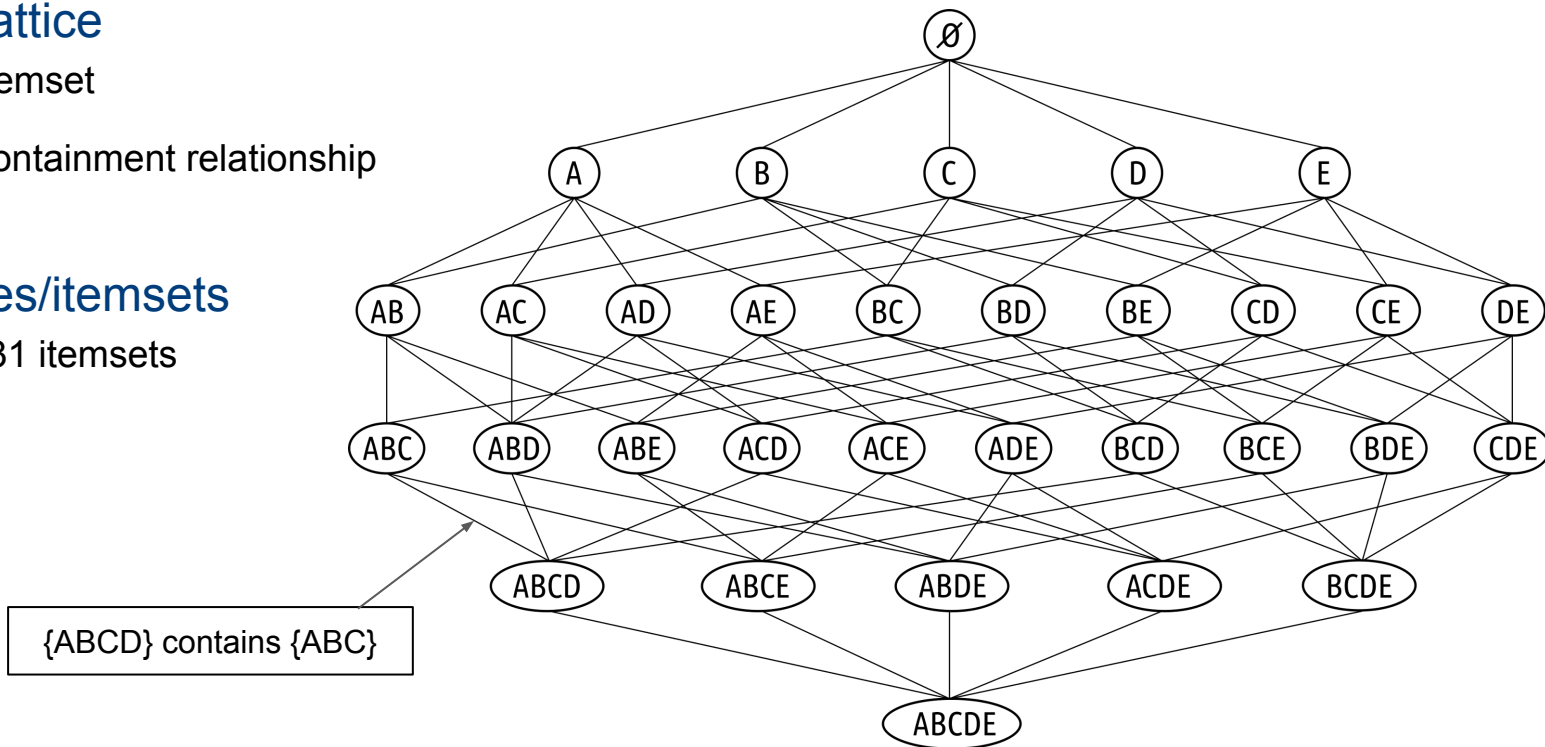 attice
emset
ontainment relationship
es/itemsets
31 itemsets
Ø
A B C D E
AB AC AD AE BC BD BE CD CE DE
ABC ABD ABE ACD ACE ADE BCD BCE BDE CDE
ABCD ABCE ABDE ACDE BCDE
{ABCD} contains {ABC}
ABCDE